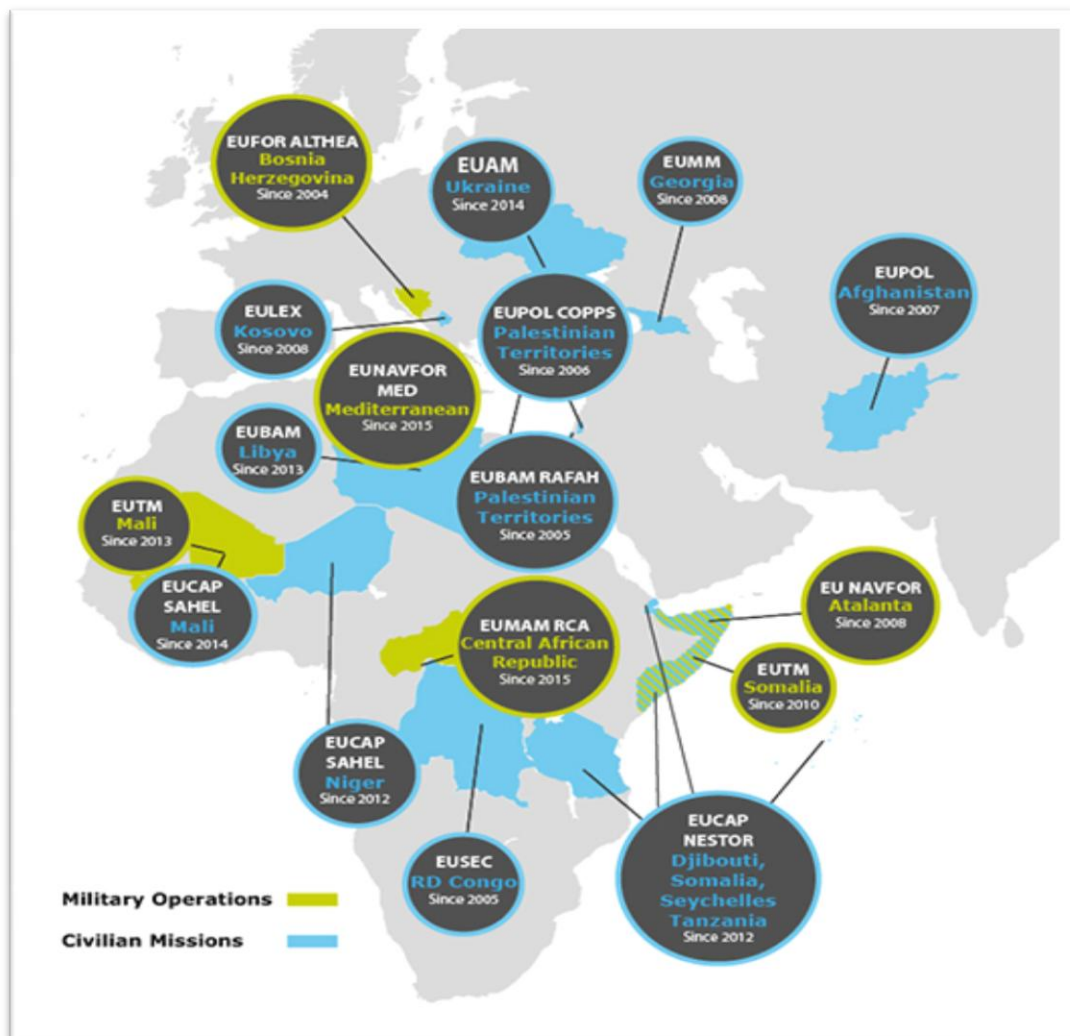 EUFOR ALTHEA
Bosnia
Herzegovina
Since 2004
EUAM
Ukraine
Since 2014
EUMM
Georgia
Since 2008
EUPOL
Afghanistan
Since 2007
EULEX
Kosovo
Since 2008
EUPOL COPPS
Palestinian
Territories
Since 2006
EUNAVFOR
MED
Mediterranean
Since 2015
EUBAM
Libya
Since 2013
EUBAM RAFAH
Palestinian
Territories
Since 2005
EUTM
Mali
Since 2013
EUCAP
SAHEL
Mali
Since 2014
EUMAM RCA
Central African
Republic
Since 2015
EU NAVFOR
Atalanta
Since 2008
EUTM
Somalia
Since 2010
EUCAP
SAHEL
Niger
Since 2012
EUSEC
RD Congo
Since 2005
EUCAP
NESTOR
Djibouti,
Somalia,
Seychelles
Tanzania
Since 2012
Military Operations
Civilian Missions